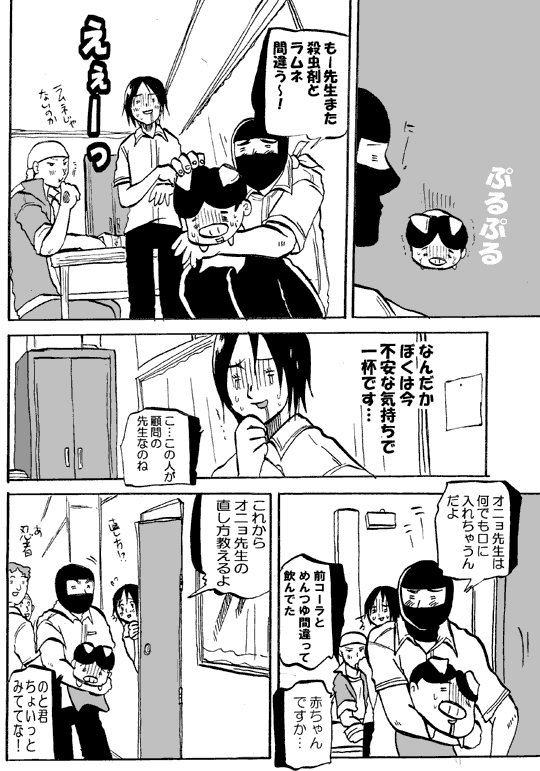 ぷるぷる
もー先生また
殺虫剤と
ラムネ
間違う〜!
えぇーっ
ラムネじゃ
ないのか
なんだか
ぼくは今
不安な気持ちで
一杯です…
こ…この人が
顧問の
先生なのね
オニョ先生は
何でも口に
入れちゃうん
だよ
前コーラと
めんつゆ間違って
飲んでた
赤ちゃん
ですか…
これから
オニョ先生の
直し方教えるよ
直し!?
あ
忍者
のと君
ちょいっと
みててな!